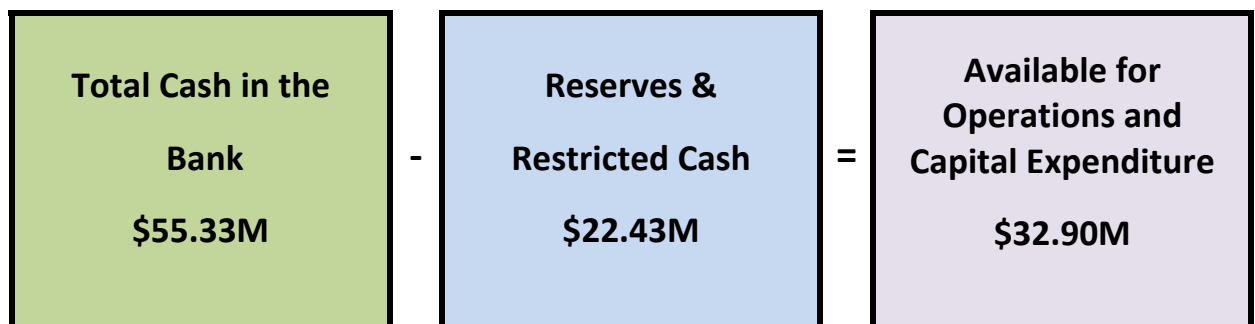 Total Cash in the
Bank
$55.33M
-
Reserves &
Restricted Cash
$22.43M
=
Available for
Operations and
Capital Expenditure
$32.90M